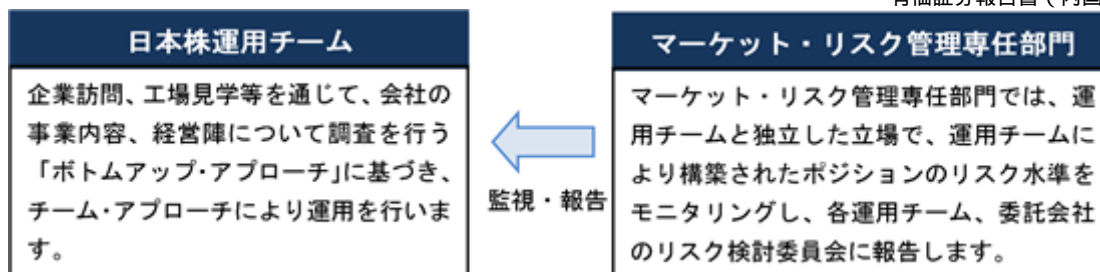 日本株運用チーム
企業訪問、工場見学等を通じて、会社の
事業内容、経営陣について調査を行う
「ボトムアップ・アプローチ」に基づき、
チーム・アプローチにより運用を行いま
す。
監視・報告
マーケット・リスク管理専任部門
マーケット・リスク管理専任部門では、運
用チームと独立した立場で、運用チームに
より構築されたポジションのリスク水準を
モニタリングし、各運用チーム、委託会社
のリスク検討委員会に報告します。